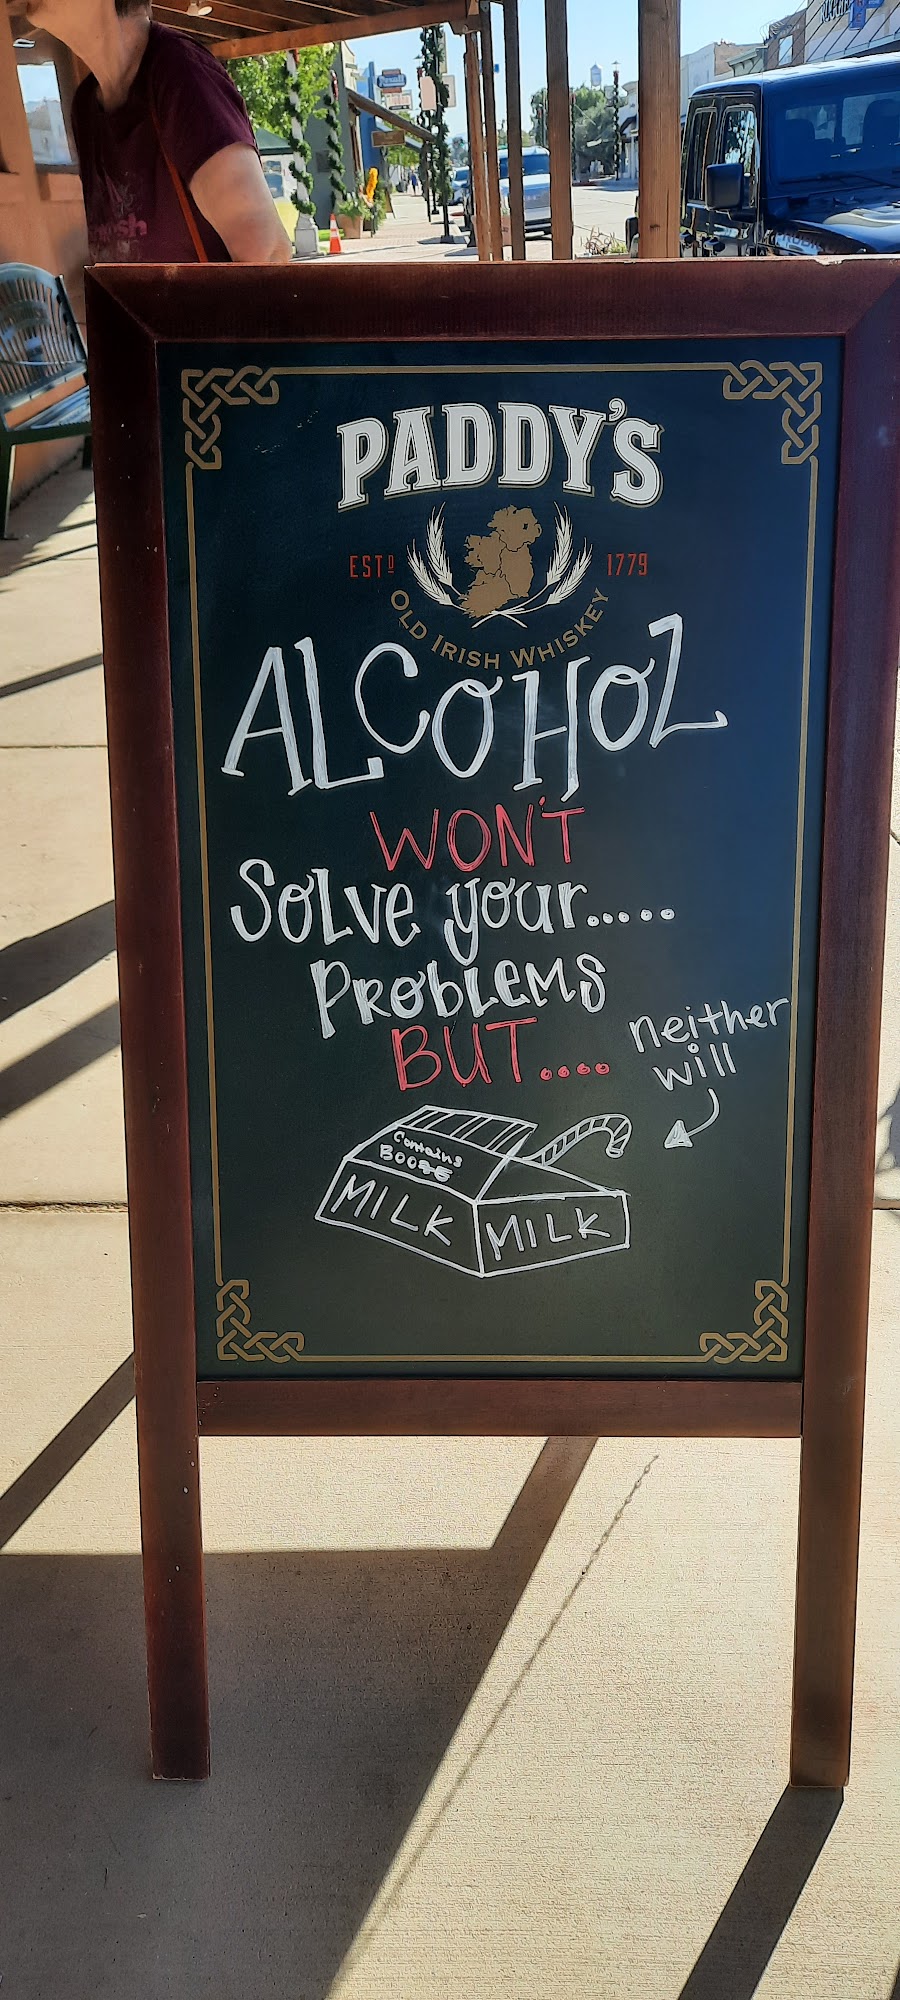 PADDY'S
ESTD 1779
OLD IRISH WHISKEY
ALCOHOL
WON'T
Solve your.....
PROBLEMS
BUT....
neither
will
Contains
BOOZE
MILK MILK